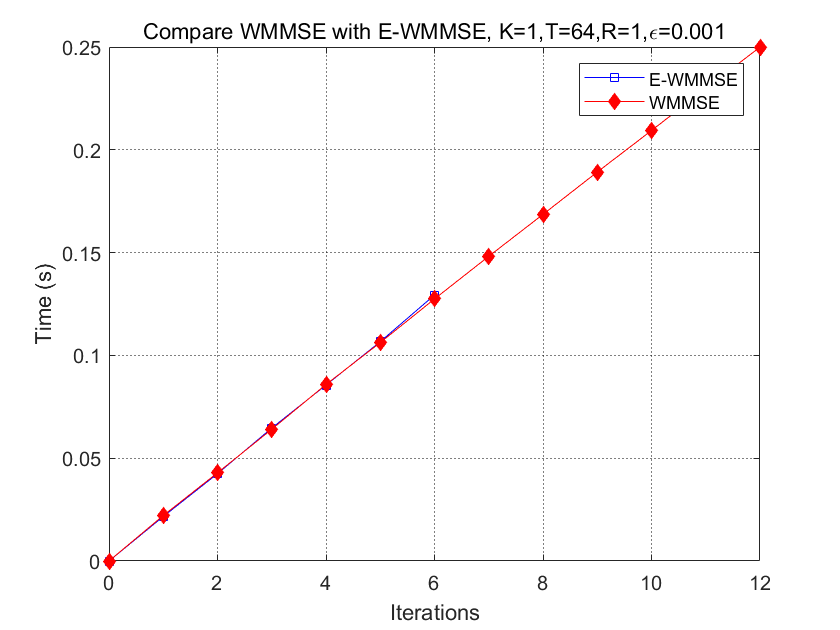 Compare WMMSE with E-WMMSE, K=1,T=64,R=1,ϵ=0.001
0.25
E-WMMSE
WMMSE
0.2
0.15
Time (s)
0.1
0.05
0
0 2 4 6 8 10 12
Iterations